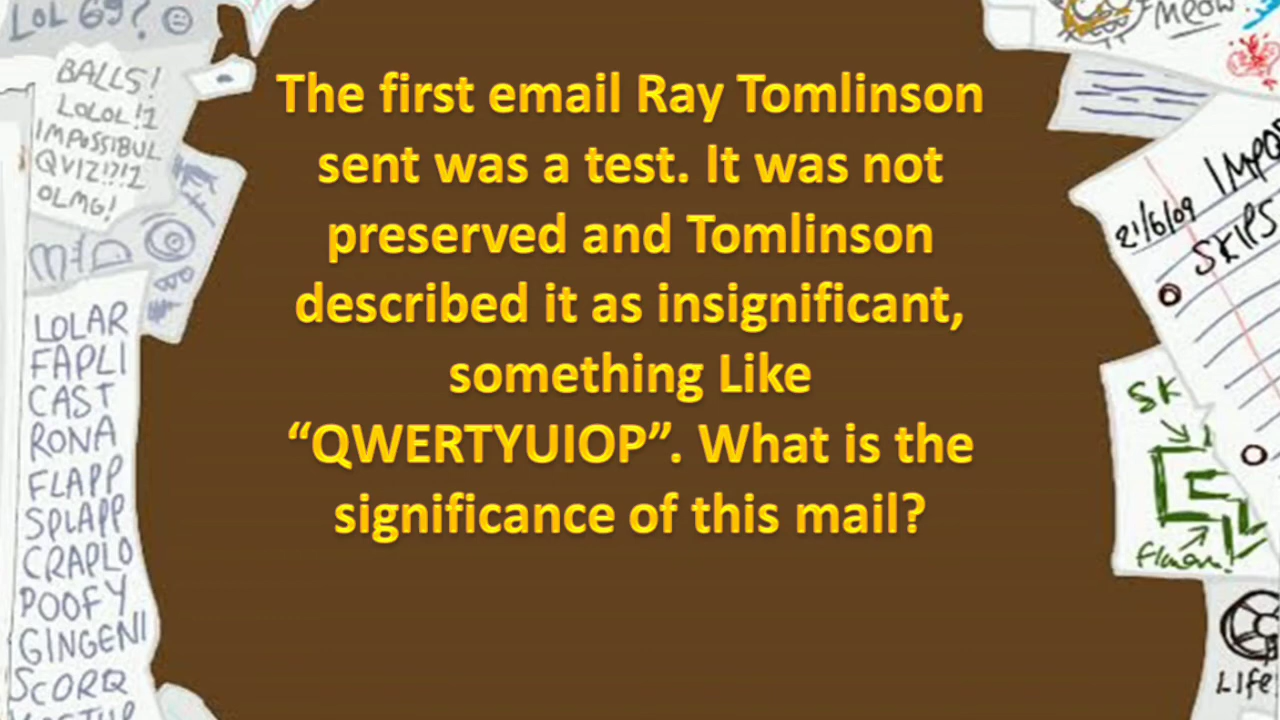 LOL 69?
BALLS!
LOLOL!1
IMPOSSIBUL
QVIZ!?!1
OLMG!
LOLAR
FAPLI
CAST
RONA
FLAPP
SPLAPP
CRAPLO
POOFY
GINGENI
SCORQ
The first email Ray Tomlinson
sent was a test. It was not
preserved and Tomlinson
described it as insignificant,
something Like
“QWERTYUIOP”. What is the
significance of this mail?
MEOW
21/6/09
SKIPS
SK
LIFE